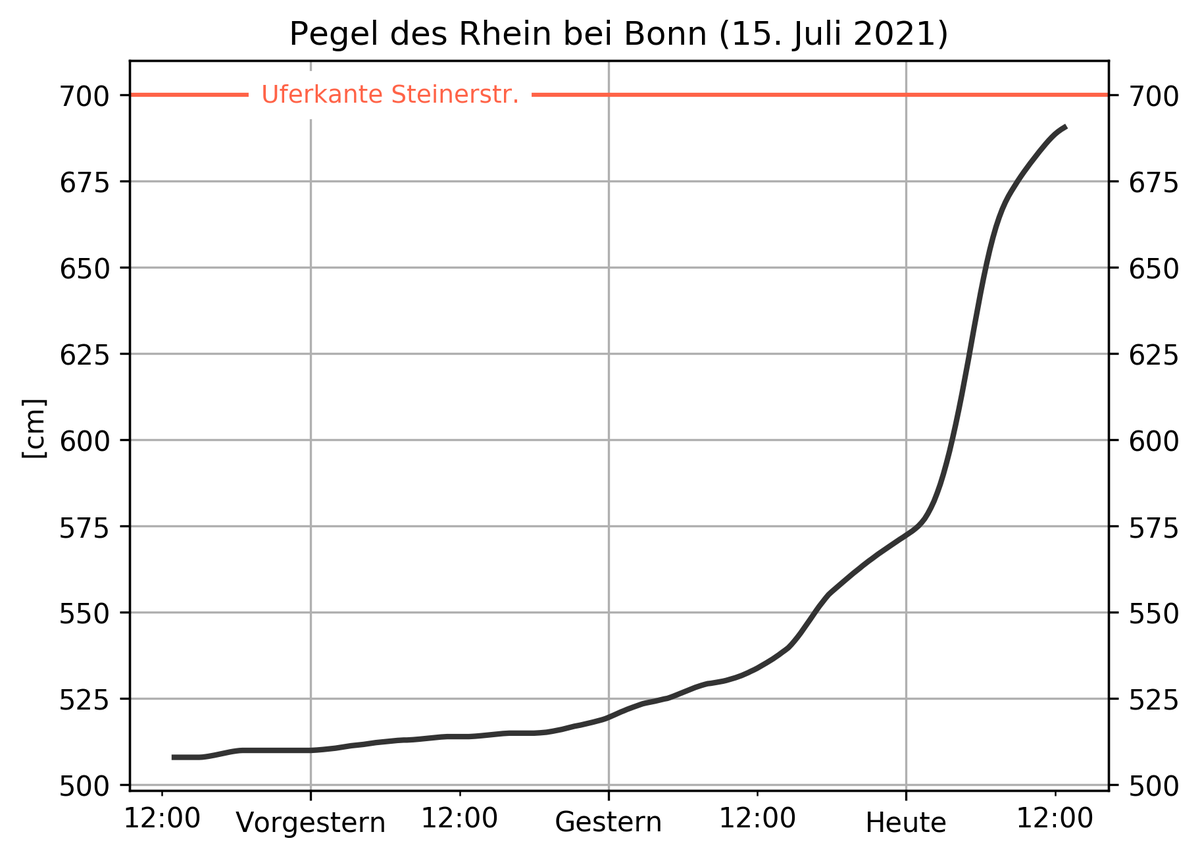 Pegel des Rhein bei Bonn (15. Juli 2021)
700 Uferkante Steinerstr. 700
675 675
650 650
625 625
600 600
[cm]
575 575
550 550
525 525
500 500
12:00 Vorgestern 12:00 Gestern 12:00 Heute 12:00